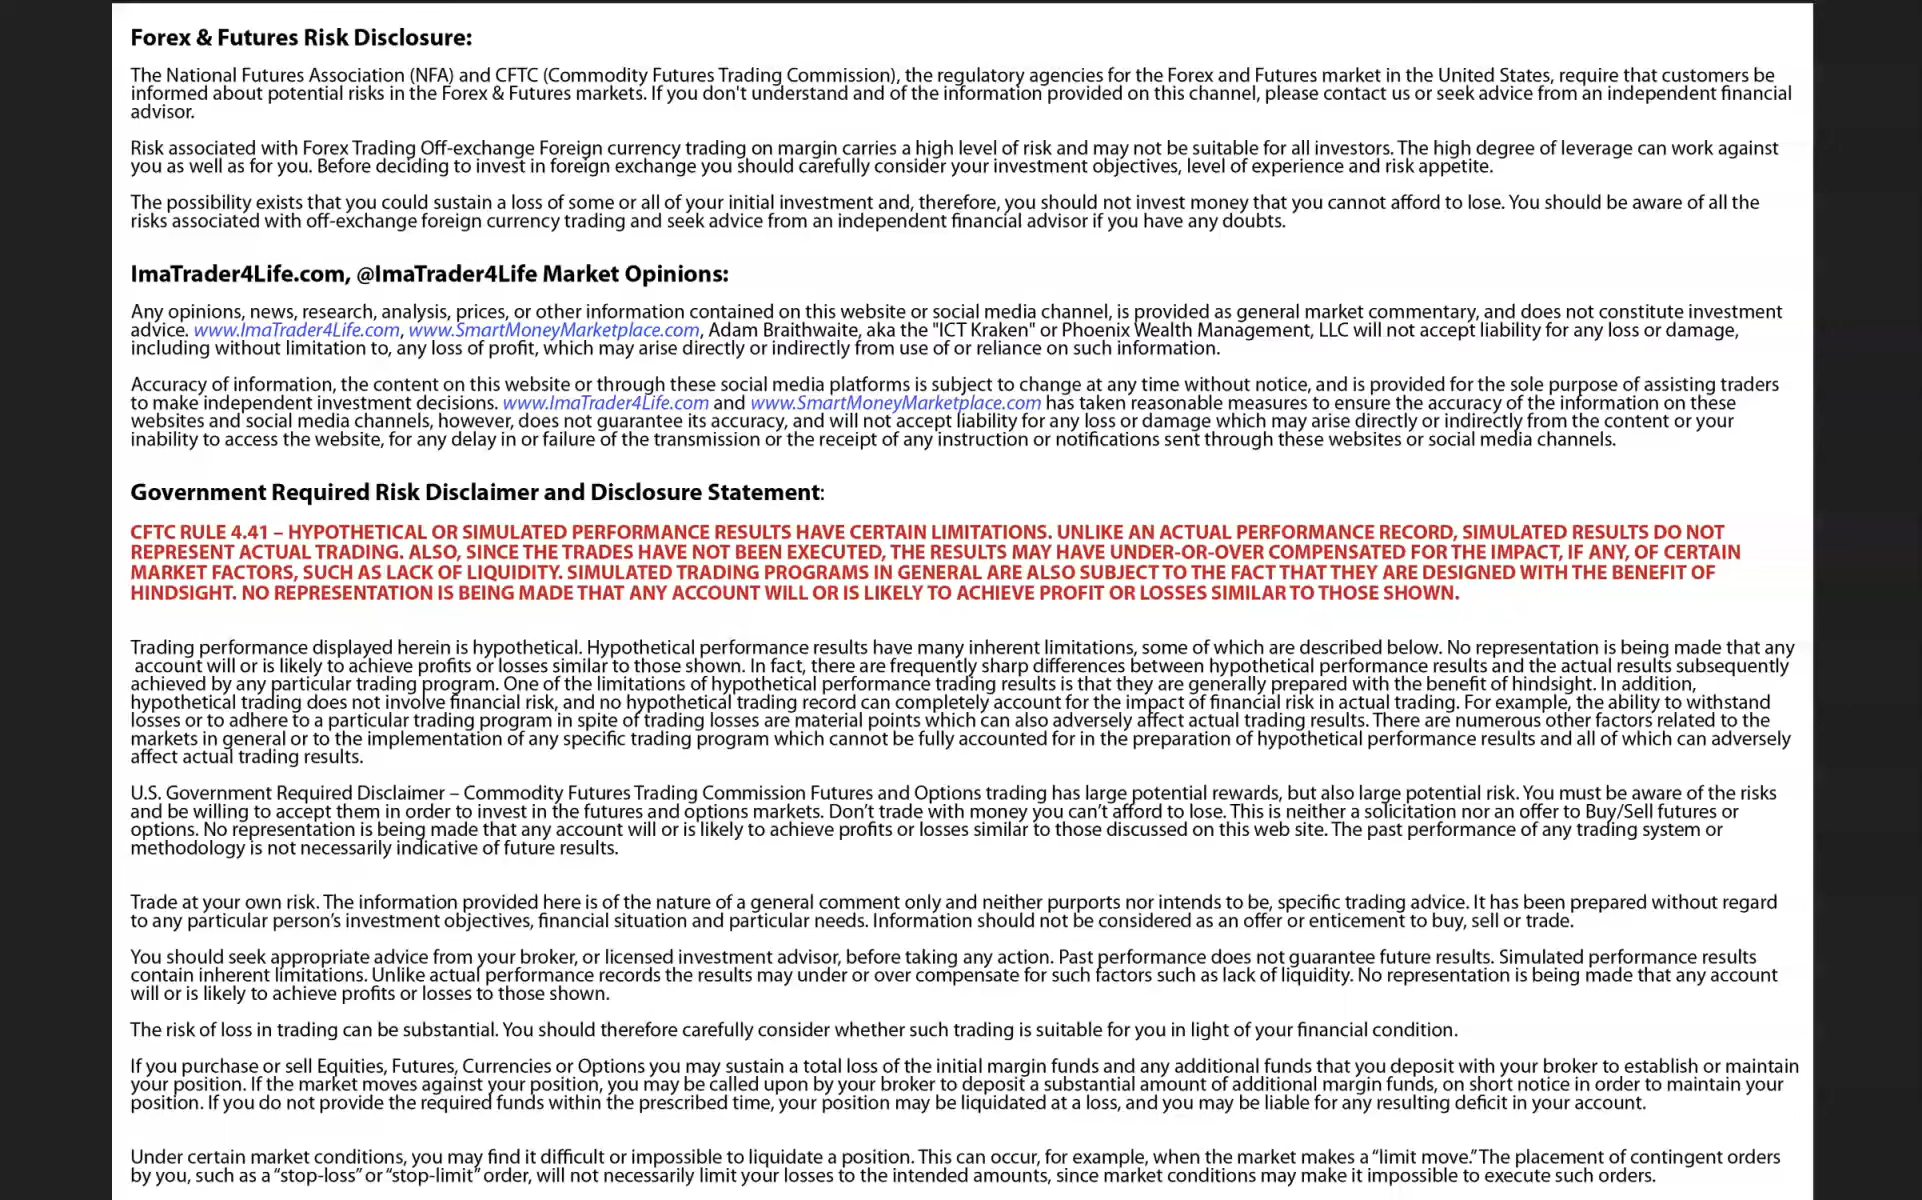 Forex & Futures Risk Disclosure:
The National Futures Association (NFA) and CFTC (Commodity Futures Trading Commission), the regulatory agencies for the Forex and Futures market in the United States, require that customers be
informed about potential risks in the Forex & Futures markets. If you don't understand and of the information provided on this channel, please contact us or seek advice from an independent financial
advisor.
Risk associated with Forex Trading Off-exchange Foreign currency trading on margin carries a high level of risk and may not be suitable for all investors. The high degree of leverage can work against
you as well as for you. Before deciding to invest in foreign exchange you should carefully consider your investment objectives, level of experience and risk appetite.
The possibility exists that you could sustain a loss of some or all of your initial investment and, therefore, you should not invest money that you cannot afford to lose. You should be aware of all the
risks associated with off-exchange foreign currency trading and seek advice from an independent financial advisor if you have any doubts.
ImaTrader4Life.com, @ImaTrader4Life Market Opinions:
Any opinions, news, research, analysis, prices, or other information contained on this website or social media channel, is provided as general market commentary, and does not constitute investment
advice. www.ImaTrader4Life.com, www.SmartMoneyMarketplace.com, Adam Braithwaite, aka the "ICT Kraken" or Phoenix Wealth Management, LLC will not accept liability for any loss or damage,
including without limitation to, any loss of profit, which may arise directly or indirectly from use of or reliance on such information.
Accuracy of information, the content on this website or through these social media platforms is subject to change at any time without notice, and is provided for the sole purpose of assisting traders
to make independent investment decisions. www.ImaTrader4Life.com and www.SmartMoneyMarketplace.com has taken reasonable measures to ensure the accuracy of the information on these
websites and social media channels, however, does not guarantee its accuracy, and will not accept liability for any loss or damage which may arise directly or indirectly from the content or your
inability to access the website, for any delay in or failure of the transmission or the receipt of any instruction or notifications sent through these websites or social media channels.
Government Required Risk Disclaimer and Disclosure Statement:
CFTC RULE 4.41 – HYPOTHETICAL OR SIMULATED PERFORMANCE RESULTS HAVE CERTAIN LIMITATIONS. UNLIKE AN ACTUAL PERFORMANCE RECORD, SIMULATED RESULTS DO NOT
REPRESENT ACTUAL TRADING. ALSO, SINCE THE TRADES HAVE NOT BEEN EXECUTED, THE RESULTS MAY HAVE UNDER-OR-OVER COMPENSATED FOR THE IMPACT, IF ANY, OF CERTAIN
MARKET FACTORS, SUCH AS LACK OF LIQUIDITY. SIMULATED TRADING PROGRAMS IN GENERAL ARE ALSO SUBJECT TO THE FACT THAT THEY ARE DESIGNED WITH THE BENEFIT OF
HINDSIGHT. NO REPRESENTATION IS BEING MADE THAT ANY ACCOUNT WILL OR IS LIKELY TO ACHIEVE PROFIT OR LOSSES SIMILAR TO THOSE SHOWN.
Trading performance displayed herein is hypothetical. Hypothetical performance results have many inherent limitations, some of which are described below. No representation is being made that any
account will or is likely to achieve profits or losses similar to those shown. In fact, there are frequently sharp differences between hypothetical performance results and the actual results subsequently
achieved by any particular trading program. One of the limitations of hypothetical performance trading results is that they are generally prepared with the benefit of hindsight. In addition,
hypothetical trading does not involve financial risk, and no hypothetical trading record can completely account for the impact of financial risk in actual trading. For example, the ability to withstand
losses or to adhere to a particular trading program in spite of trading losses are material points which can also adversely affect actual trading results. There are numerous other factors related to the
markets in general or to the implementation of any specific trading program which cannot be fully accounted for in the preparation of hypothetical performance results and all of which can adversely
affect actual trading results.
U.S. Government Required Disclaimer – Commodity Futures Trading Commission Futures and Options trading has large potential rewards, but also large potential risk. You must be aware of the risks
and be willing to accept them in order to invest in the futures and options markets. Don’t trade with money you can’t afford to lose. This is neither a solicitation nor an offer to Buy/Sell futures or
options. No representation is being made that any account will or is likely to achieve profits or losses similar to those discussed on this web site. The past performance of any trading system or
methodology is not necessarily indicative of future results.
Trade at your own risk. The information provided here is of the nature of a general comment only and neither purports nor intends to be, specific trading advice. It has been prepared without regard
to any particular person’s investment objectives, financial situation and particular needs. Information should not be considered as an offer or enticement to buy, sell or trade.
You should seek appropriate advice from your broker, or licensed investment advisor, before taking any action. Past performance does not guarantee future results. Simulated performance results
contain inherent limitations. Unlike actual performance records the results may under or over compensate for such factors such as lack of liquidity. No representation is being made that any account
will or is likely to achieve profits or losses to those shown.
The risk of loss in trading can be substantial. You should therefore carefully consider whether such trading is suitable for you in light of your financial condition.
If you purchase or sell Equities, Futures, Currencies or Options you may sustain a total loss of the initial margin funds and any additional funds that you deposit with your broker to establish or maintain
your position. If the market moves against your position, you may be called upon by your broker to deposit a substantial amount of additional margin funds, on short notice in order to maintain your
position. If you do not provide the required funds within the prescribed time, your position may be liquidated at a loss, and you may be liable for any resulting deficit in your account.
Under certain market conditions, you may find it difficult or impossible to liquidate a position. This can occur, for example, when the market makes a “limit move.” The placement of contingent orders
by you, such as a “stop-loss” or “stop-limit” order, will not necessarily limit your losses to the intended amounts, since market conditions may make it impossible to execute such orders.